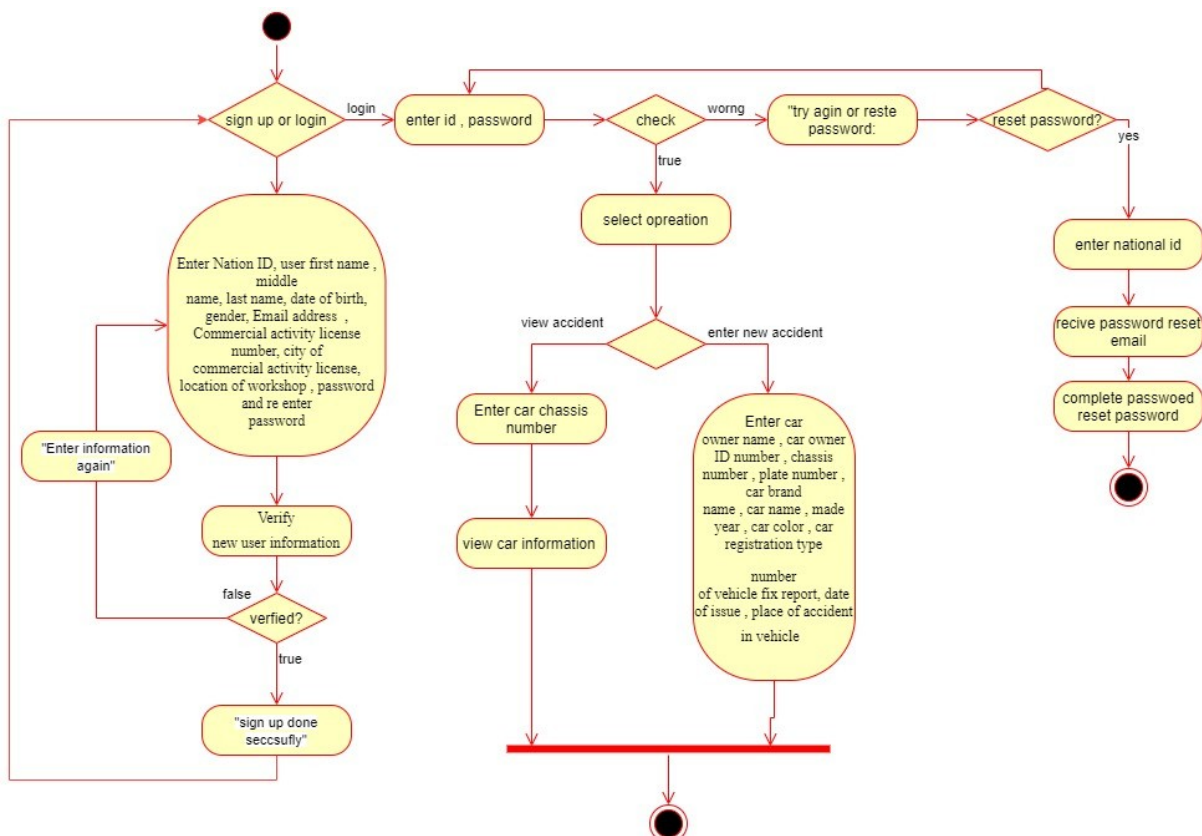 sign up or login
login
enter id , password
check
worng
"try agin or reste
password:
reset password?
yes
true
select opreation
enter national id
recive password reset
email
complete passwoed
reset password
Enter Nation ID, user first name ,
middle
name, last name, date of birth,
gender, Email address ,
Commercial activity license
number, city of
commercial activity license,
location of workshop , password
and re enter
password
"Enter information
again"
Verify
new user information
false
verfied?
true
"sign up done
seccsufly"
view accident
enter new accident
Enter car chassis
number
view car information
Enter car
owner name , car owner
ID number , chassis
number , plate number ,
car brand
name , car name , made
year , car color , car
registration type
number
of vehicle fix report, date
of issue , place of accident
in vehicle